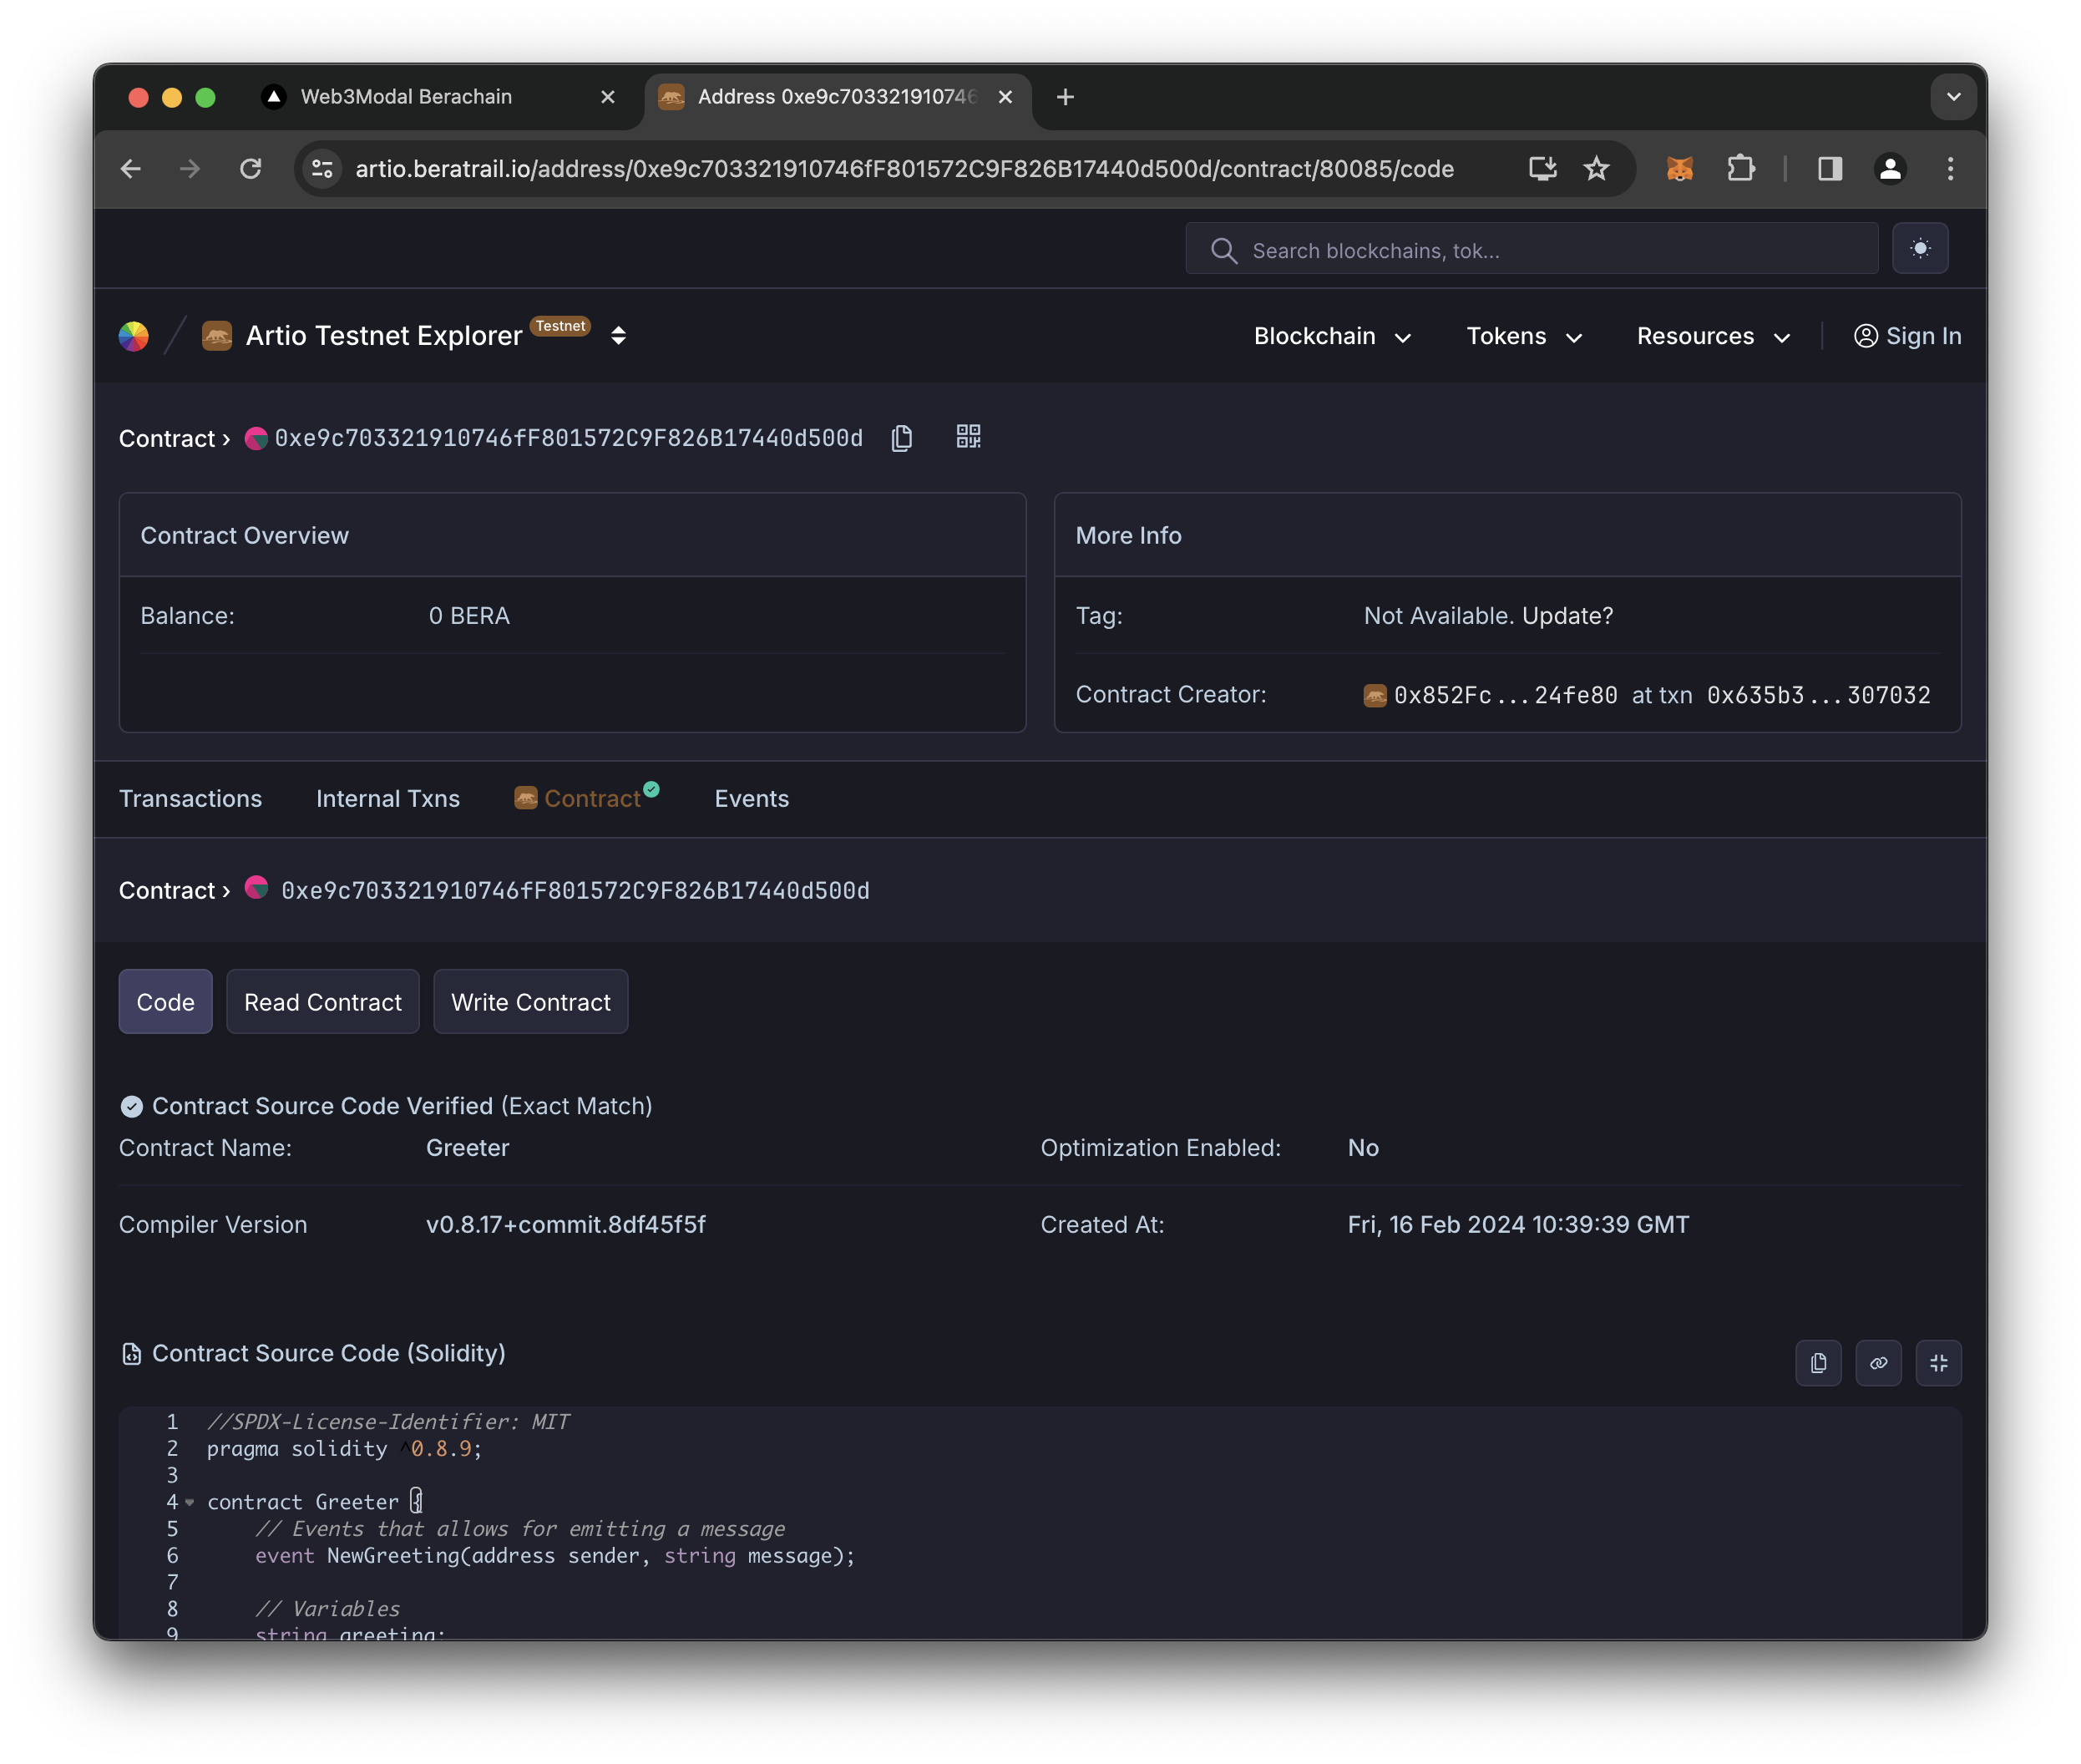 Web3Modal Berachain
Address 0xe9c703321910746
artio.beratrail.io/address/0xe9c703321910746fF801572C9F826B17440d500d/contract/80085/code
Search blockchains, tok...
Artio Testnet Explorer Testnet
Blockchain Tokens Resources Sign In
Contract › 0xe9c703321910746fF801572C9F826B17440d500d
Contract Overview
Balance: 0 BERA
More Info
Tag: Not Available. Update?
Contract Creator: 0x852Fc...24fe80 at txn 0x635b3...307032
Transactions Internal Txns Contract Events
Contract › 0xe9c703321910746fF801572C9F826B17440d500d
Code Read Contract Write Contract
Contract Source Code Verified (Exact Match)
Contract Name: Greeter Optimization Enabled: No
Compiler Version v0.8.17+commit.8df45f5f Created At: Fri, 16 Feb 2024 10:39:39 GMT
Contract Source Code (Solidity)
1 //SPDX-License-Identifier: MIT
2 pragma solidity ^0.8.9;
3
4 contract Greeter {
5 // Events that allows for emitting a message
6 event NewGreeting(address sender, string message);
7
8 // Variables
9 string greeting;